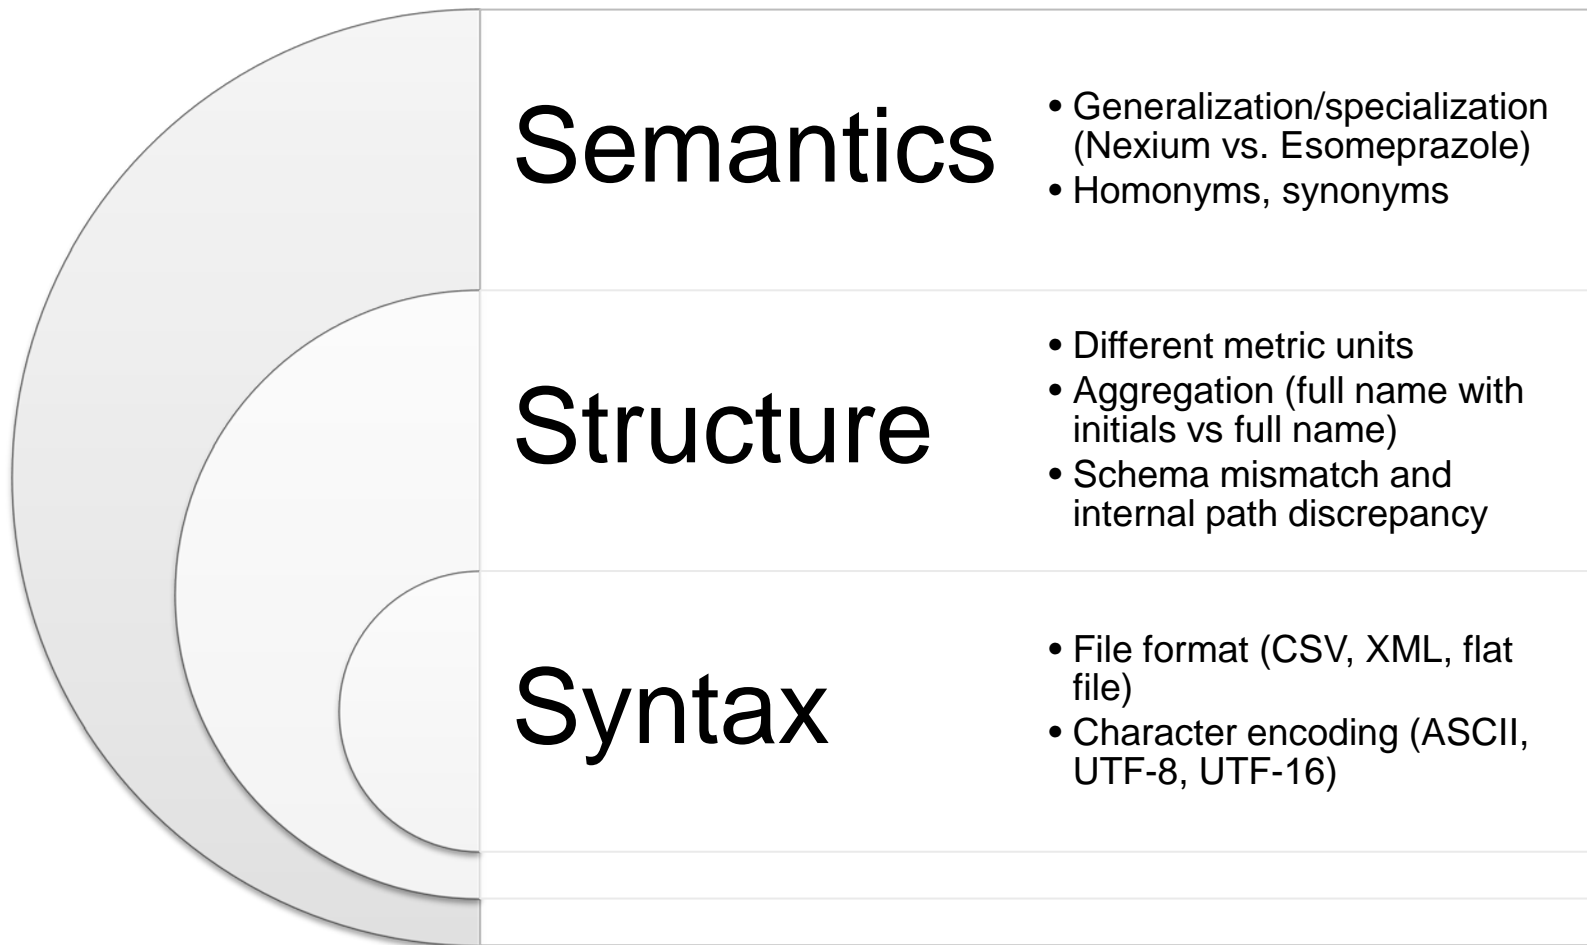 Semantics
• Generalization/specialization
(Nexium vs. Esomeprazole)
• Homonyms, synonyms
Structure
• Different metric units
• Aggregation (full name with
initials vs full name)
• Schema mismatch and
internal path discrepancy
Syntax
• File format (CSV, XML, flat
file)
• Character encoding (ASCII,
UTF-8, UTF-16)